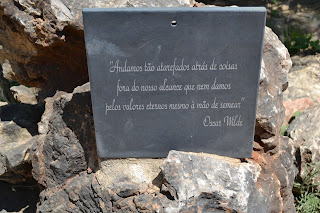 "Andamos tão atarefados atrás de coisas
fora do nosso alcance que nem damos
pelos valores eternos mesmo à mão de semear"
Oscar Wilde